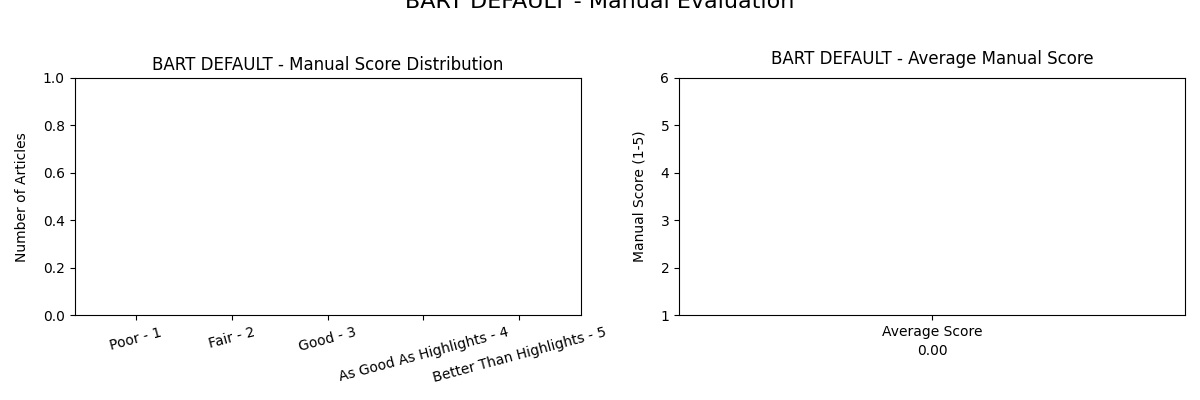 BART DEFAULT - Manual Evaluation
BART DEFAULT - Manual Score Distribution
Number of Articles
1.0
0.8
0.6
0.4
0.2
0.0
Poor - 1
Fair - 2
Good - 3
As Good As Highlights - 4
Better Than Highlights - 5
BART DEFAULT - Average Manual Score
Manual Score (1-5)
6
5
4
3
2
1
Average Score
0.00